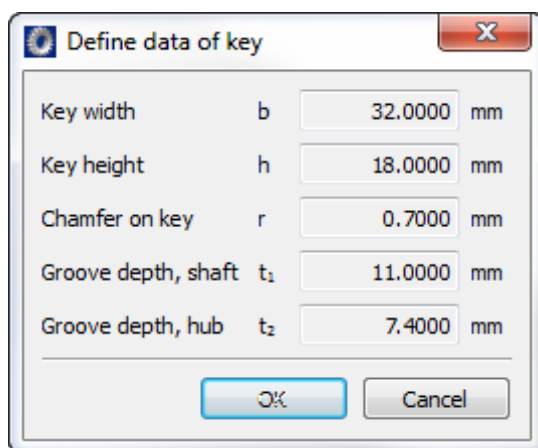 Define data of key
Key width b 32.0000 mm
Key height h 18.0000 mm
Chamfer on key r 0.7000 mm
Groove depth, shaft t₁ 11.0000 mm
Groove depth, hub t₂ 7.4000 mm
OK Cancel